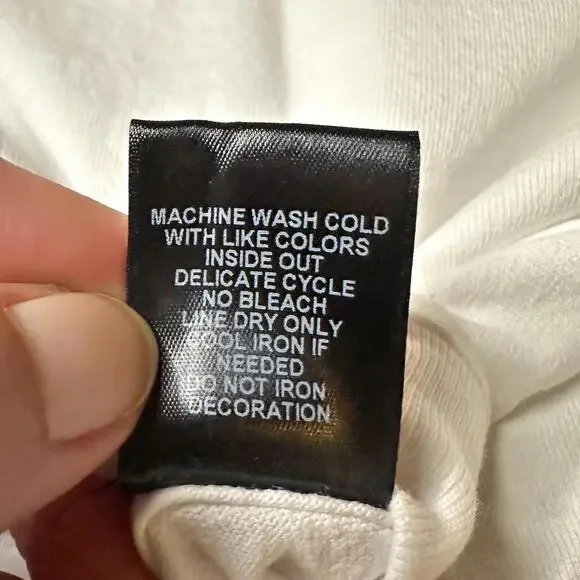 MACHINE WASH COLD
WITH LIKE COLORS
INSIDE OUT
DELICATE CYCLE
NO BLEACH
LINE DRY ONLY
COOL IRON IF
NEEDED
DO NOT IRON
DECORATION